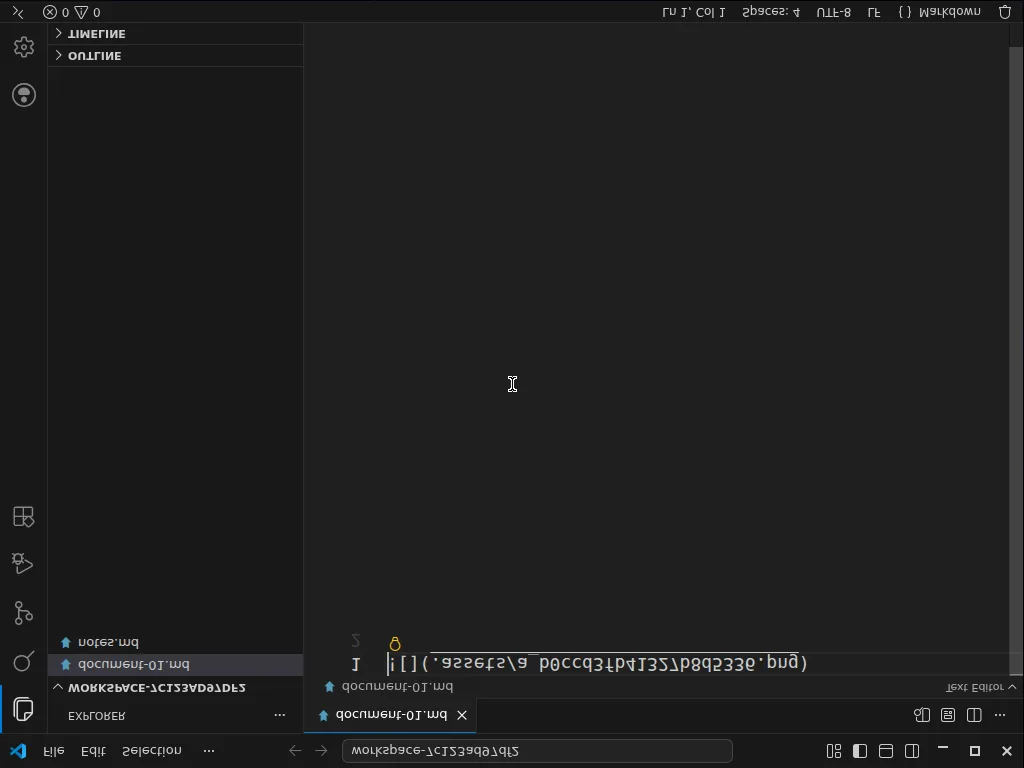 File Edit Selection ··· workspace-7c123ad97df2
EXPLORER ···
document-01.md
WORKSPACE-7C123AD97DF2
document-01.md Text Editor
document-01.md
1 ![](.assets/a_b0ccd3fb41327b8d5336.png)
notes.md
2
OUTLINE
TIMELINE
0 0 Ln 1, Col 1 Spaces: 4 UTF-8 LF { } Markdown